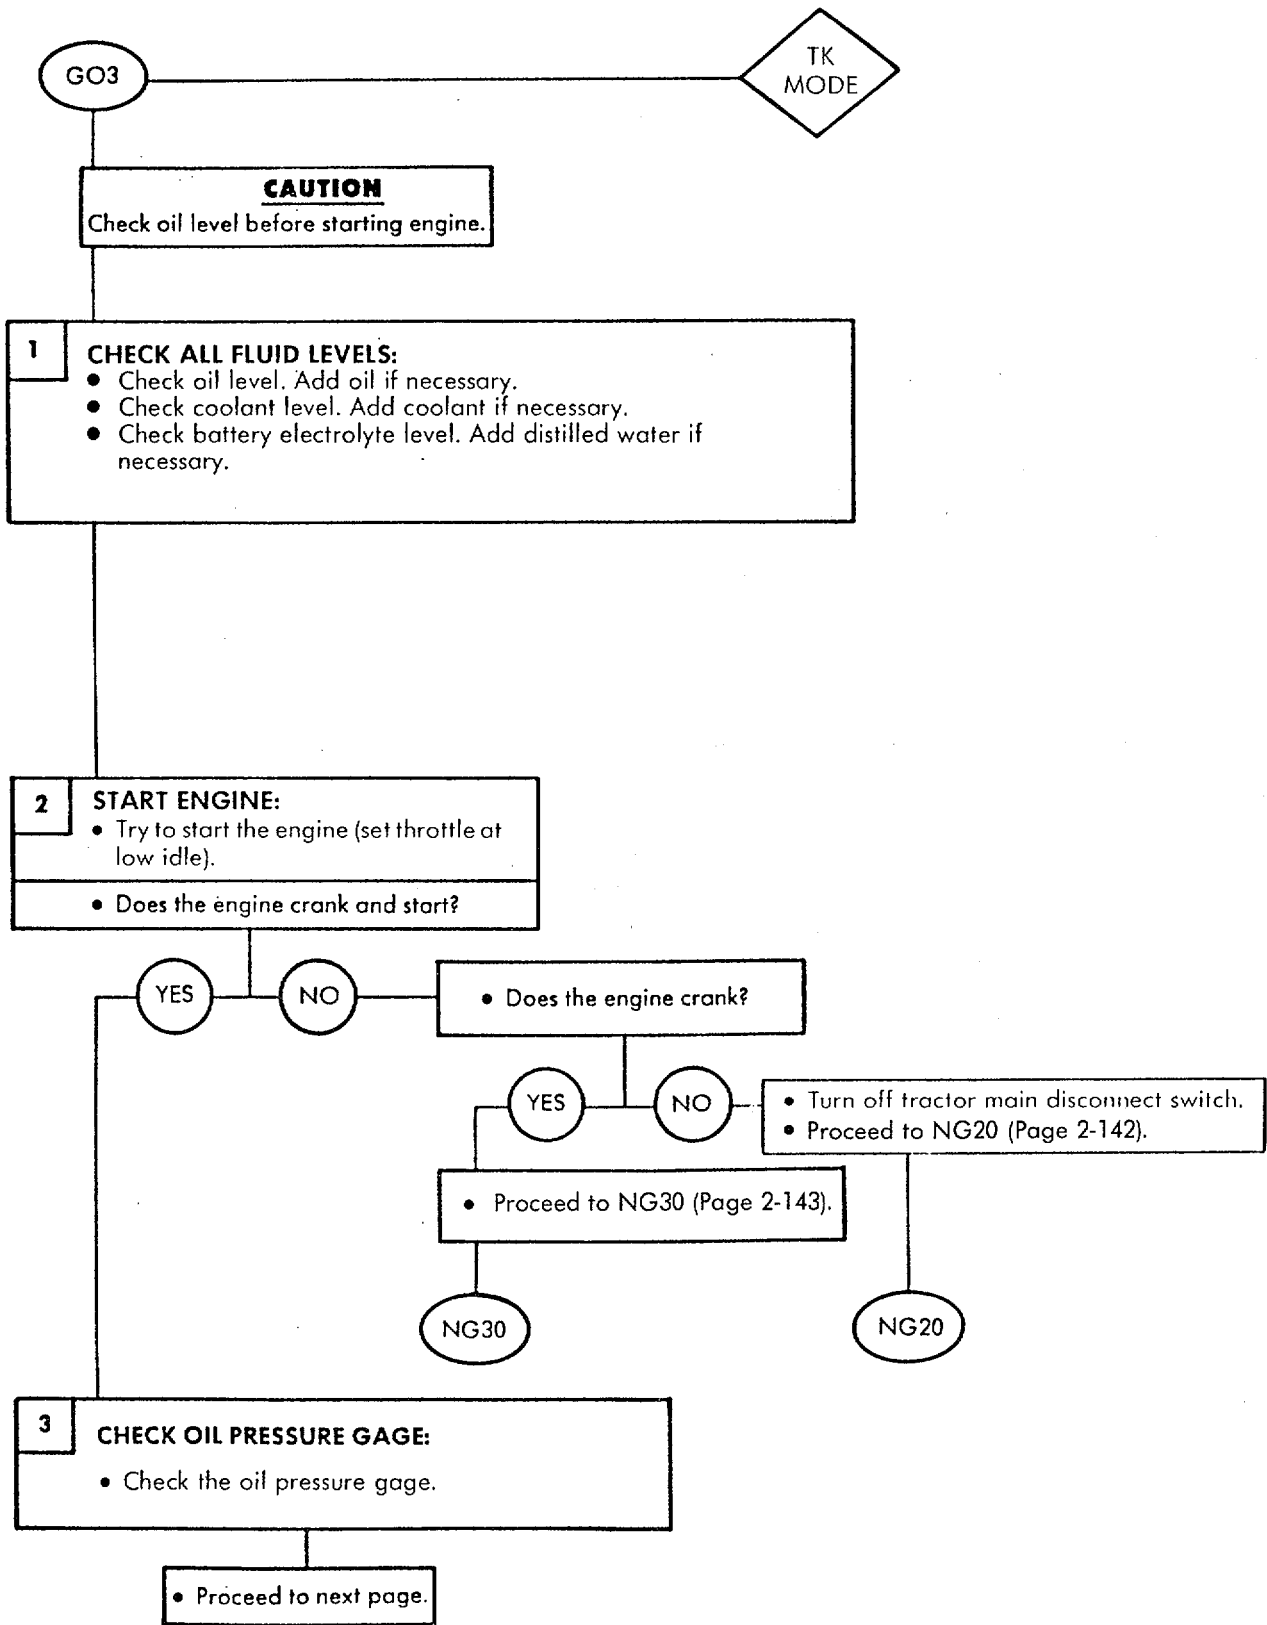 GO3
TK
MODE
CAUTION
Check oil level before starting engine.
1
CHECK ALL FLUID LEVELS:
● Check oil level. Add oil if necessary.
● Check coolant level. Add coolant if necessary.
● Check battery electrolyte level. Add distilled water if
necessary.
2
START ENGINE:
● Try to start the engine (set throttle at
low idle).
● Does the engine crank and start?
YES
NO
● Does the engine crank?
YES
NO
● Turn off tractor main disconnect switch.
● Proceed to NG20 (Page 2-142).
● Proceed to NG30 (Page 2-143).
NG30
NG20
3
CHECK OIL PRESSURE GAGE:
● Check the oil pressure gage.
● Proceed to next page.